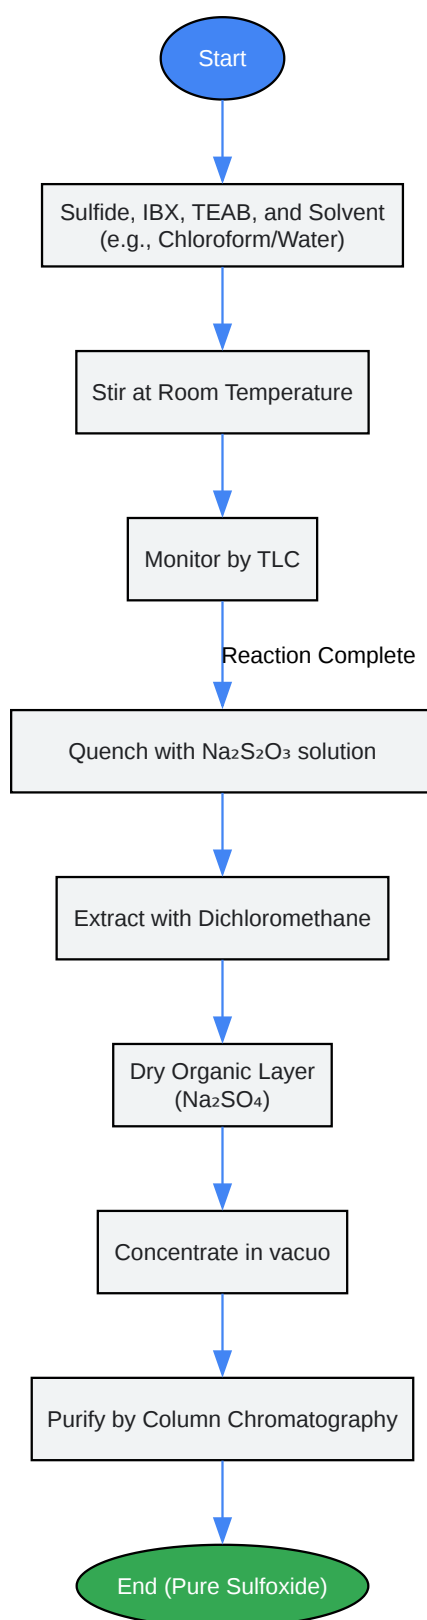 Start
Sulfide, IBX, TEAB, and Solvent
(e.g., Chloroform/Water)
Stir at Room Temperature
Monitor by TLC
Reaction Complete
Quench with Na₂S₂O₃ solution
Extract with Dichloromethane
Dry Organic Layer
(Na₂SO₄)
Concentrate in vacuo
Purify by Column Chromatography
End (Pure Sulfoxide)